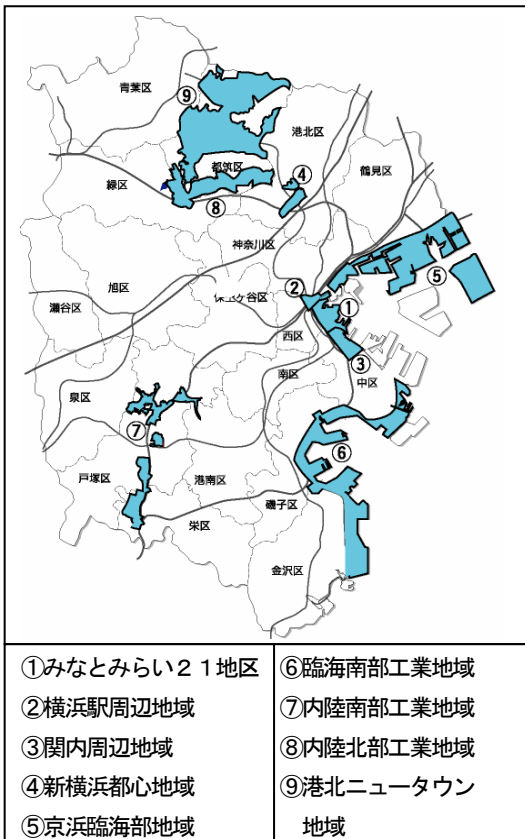 青葉区
⑨
港北区
都筑区
④
鶴見区
緑区
⑧
神奈川区
⑤
旭区
②
保土ケ谷区
①
瀬谷区
西区
③
南区
中区
泉区
⑦
⑥
戸塚区
港南区
磯子区
栄区
金沢区
①みなとみらい２１地区
②横浜駅周辺地域
③関内周辺地域
④新横浜都心地域
⑤京浜臨海部地域
⑥臨海南部工業地域
⑦内陸南部工業地域
⑧内陸北部工業地域
⑨港北ニュータウン
地域